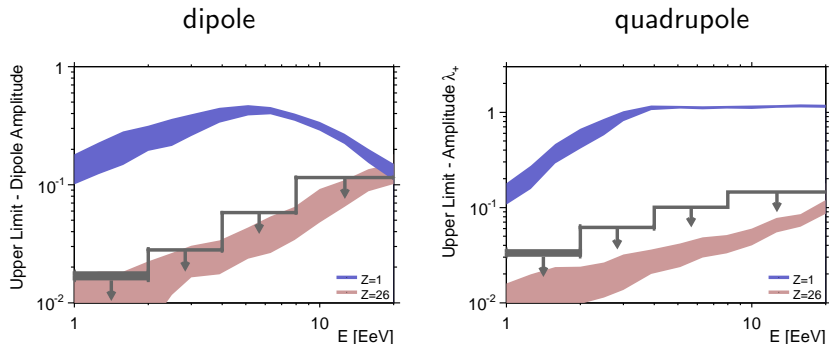 dipole
quadrupole
Upper Limit - Dipole Amplitude
1
10⁻¹
10⁻²
Z=1
Z=26
1
10
E [EeV]
Upper Limit - Amplitude λ₊
1
10⁻¹
10⁻²
Z=1
Z=26
1
10
E [EeV]